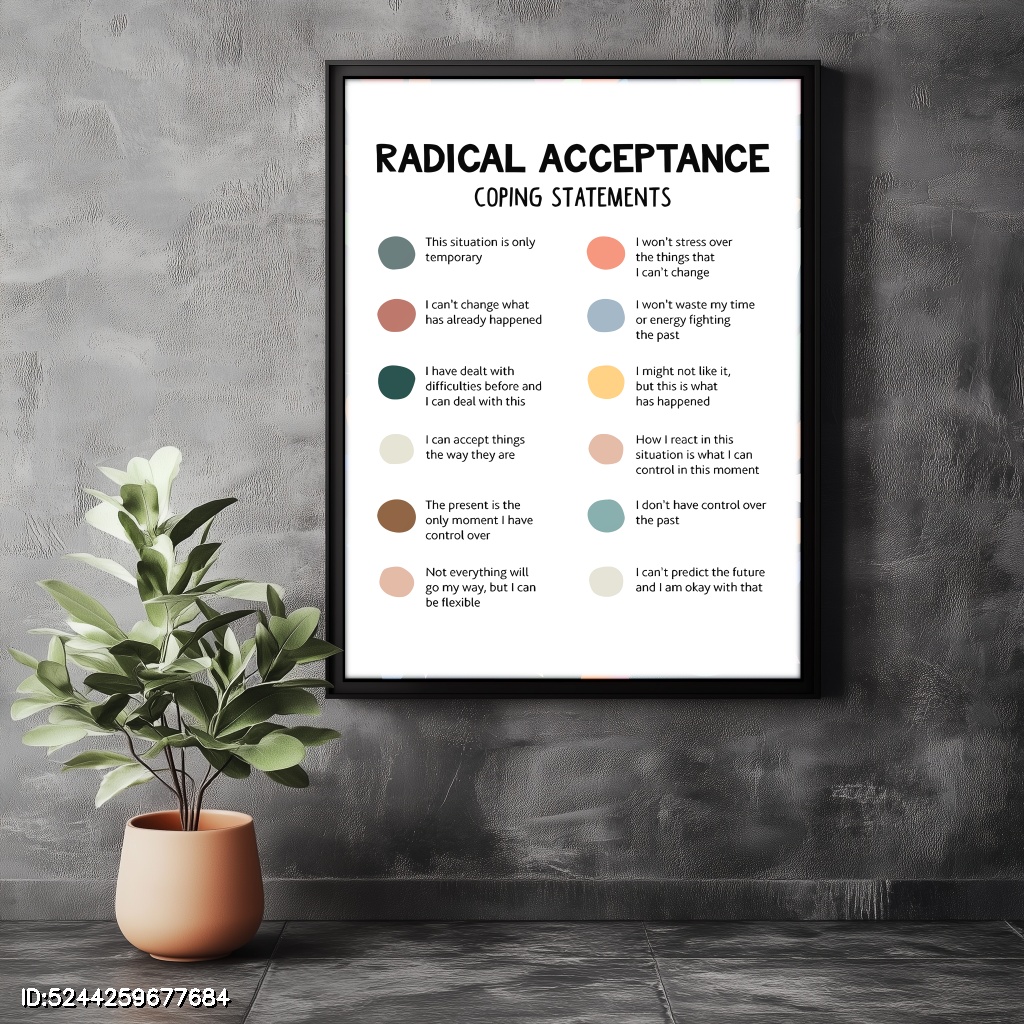 RADICAL ACCEPTANCE
COPING STATEMENTS
This situation is only
temporary
I can't change what
has already happened
I have dealt with
difficulties before and
I can deal with this
I can accept things
the way they are
The present is the
only moment I have
control over
Not everything will
go my way, but I can
be flexible
I won't stress over
the things that
I can't change
I won't waste my time
or energy fighting
the past
I might not like it,
but this is what
has happened
How I react in this
situation is what I can
control in this moment
I don't have control over
the past
I can't predict the future
and I am okay with that
ID:5244259677684